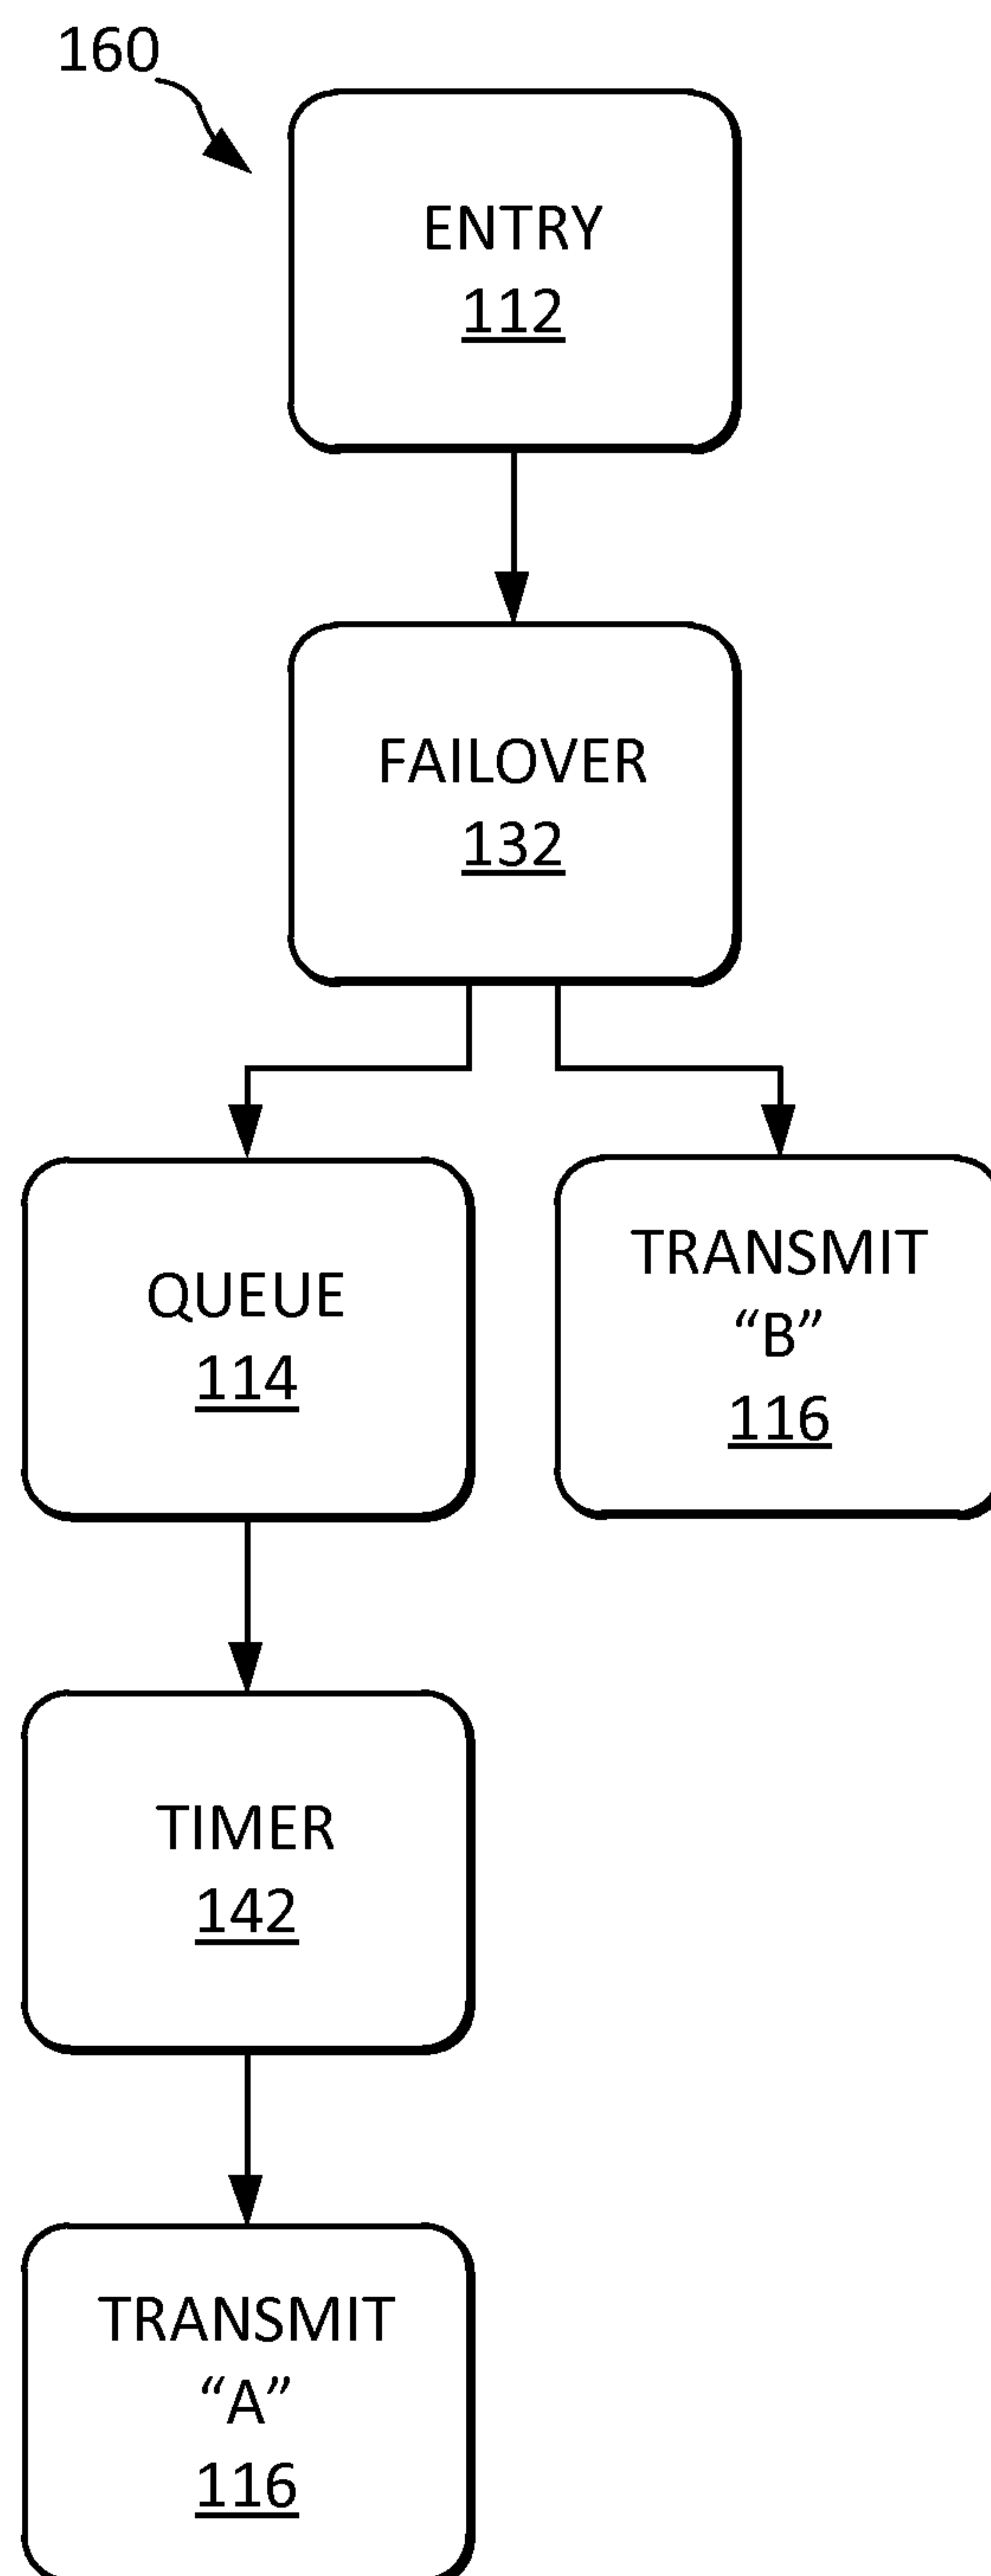 160
ENTRY
112
FAILOVER
132
QUEUE
114
TRANSMIT
“B”
116
TIMER
142
TRANSMIT
“A”
116